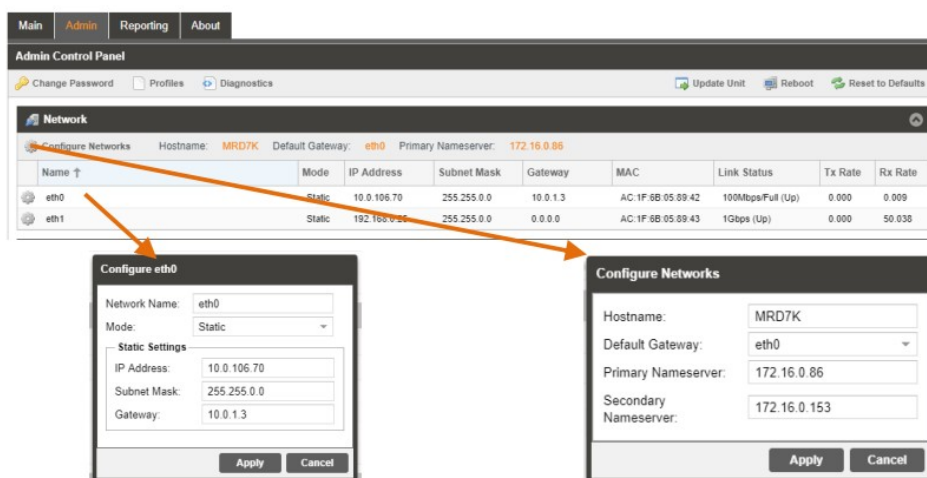 Main Admin Reporting About
Admin Control Panel
Change Password Profiles Diagnostics Update Unit Reboot Reset to Defaults
Network
Configure Networks Hostname: MRD7K Default Gateway: eth0 Primary Nameserver: 172.16.0.86
Name Mode IP Address Subnet Mask Gateway MAC Link Status Tx Rate Rx Rate
eth0 Static 10.0.106.70 255.255.0.0 10.0.1.3 AC:1F:6B:05:89:42 100Mbps/Full (Up) 0.000 0.009
eth1 Static 255.255.0.0 0.0.0.0 AC:1F:6B:05:89:43 1Gbps (Up) 0.000 50.038
Configure eth0
Network Name: eth0
Mode: Static
Static Settings
IP Address: 10.0.106.70
Subnet Mask: 255.255.0.0
Gateway: 10.0.1.3
Apply Cancel
Configure Networks
Hostname: MRD7K
Default Gateway: eth0
Primary Nameserver: 172.16.0.86
Secondary
Nameserver: 172.16.0.153
Apply Cancel